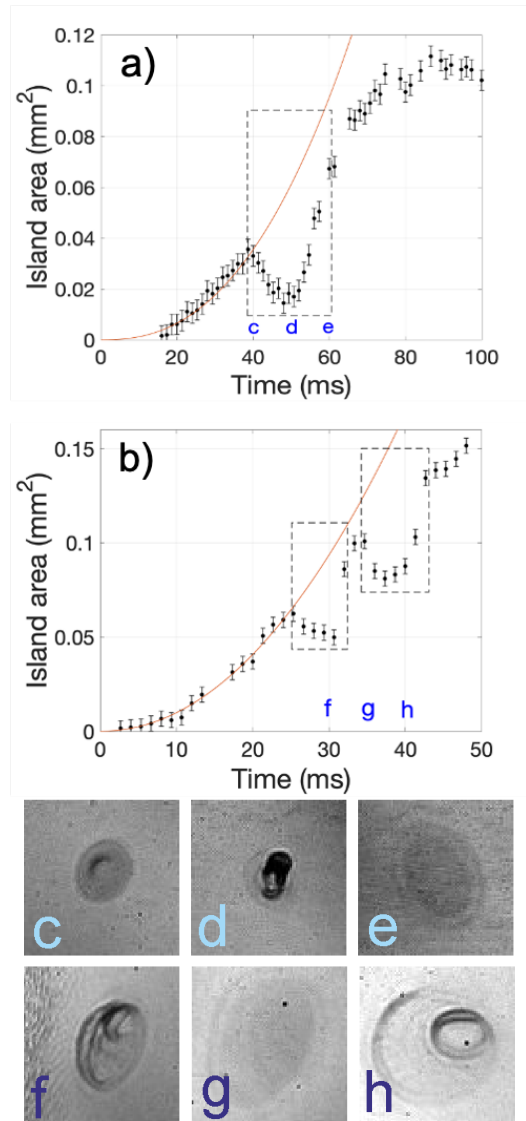 a)
Island area (mm²)
0.12
0.1
0.08
0.06
0.04
0.02
0
c d e
0 20 40 60 80 100
Time (ms)
b)
Island area (mm²)
0.15
0.1
0.05
0
f g h
0 10 20 30 40 50
Time (ms)
c d e
f g h